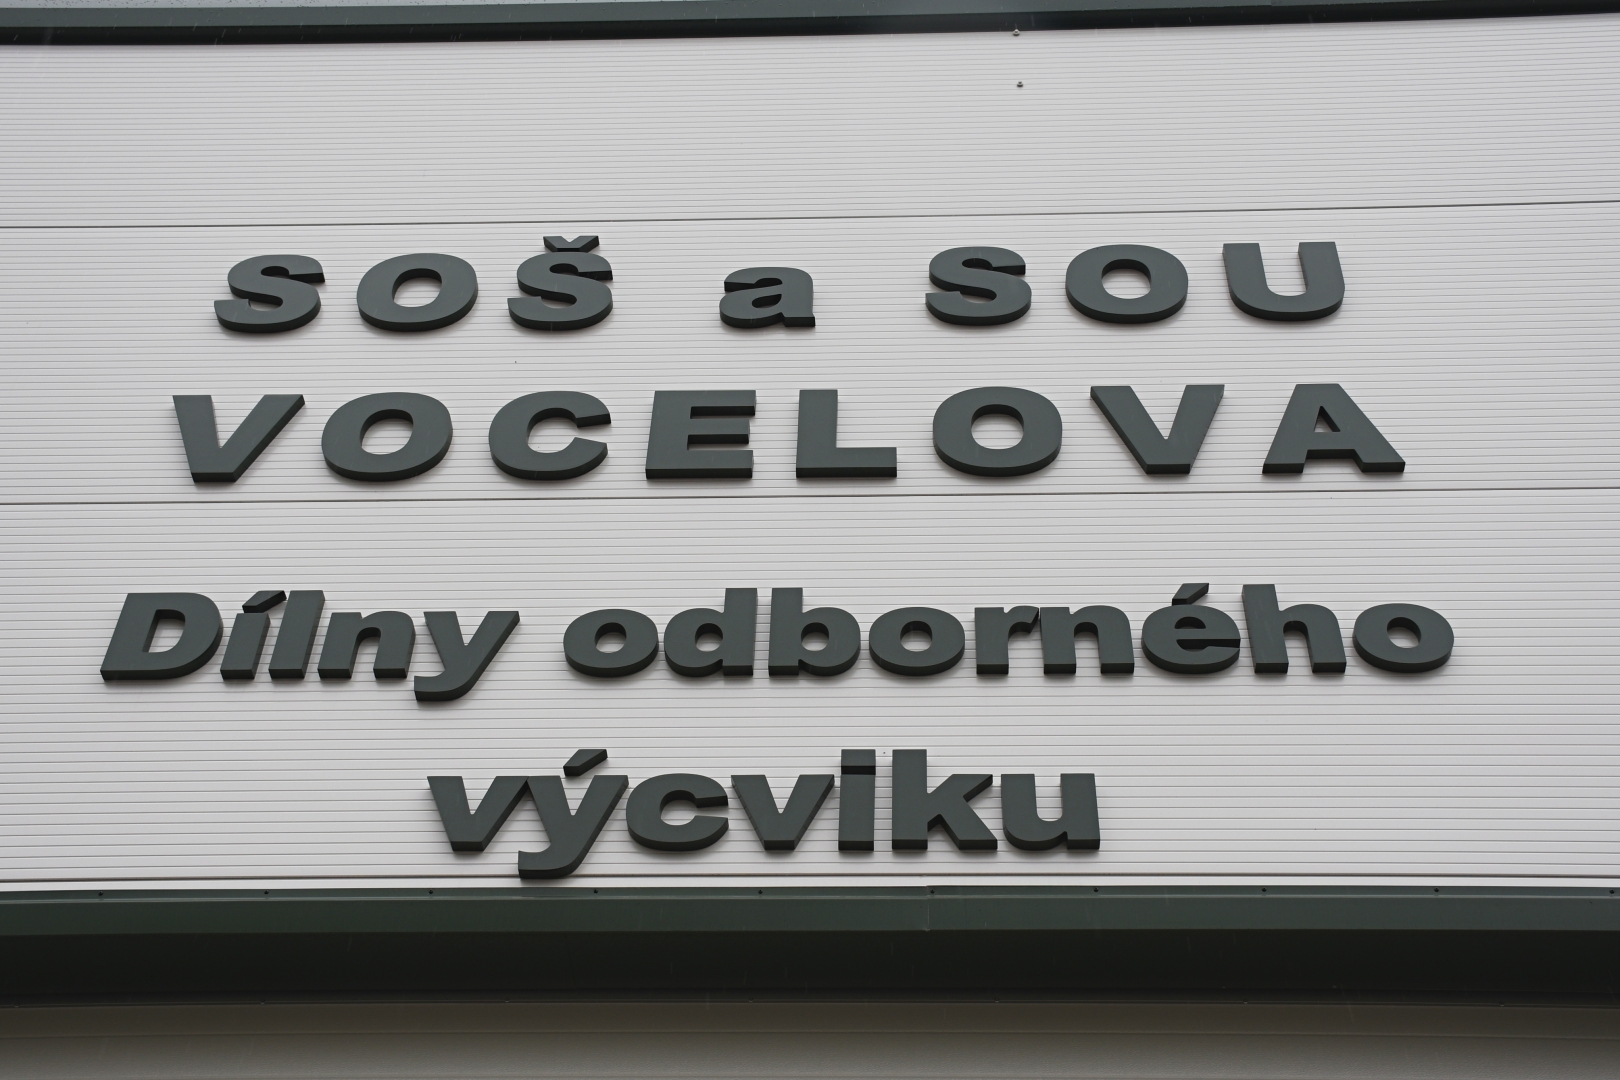 SOŠ a SOU
VOCELOVA
Dílny odborného
výcviku